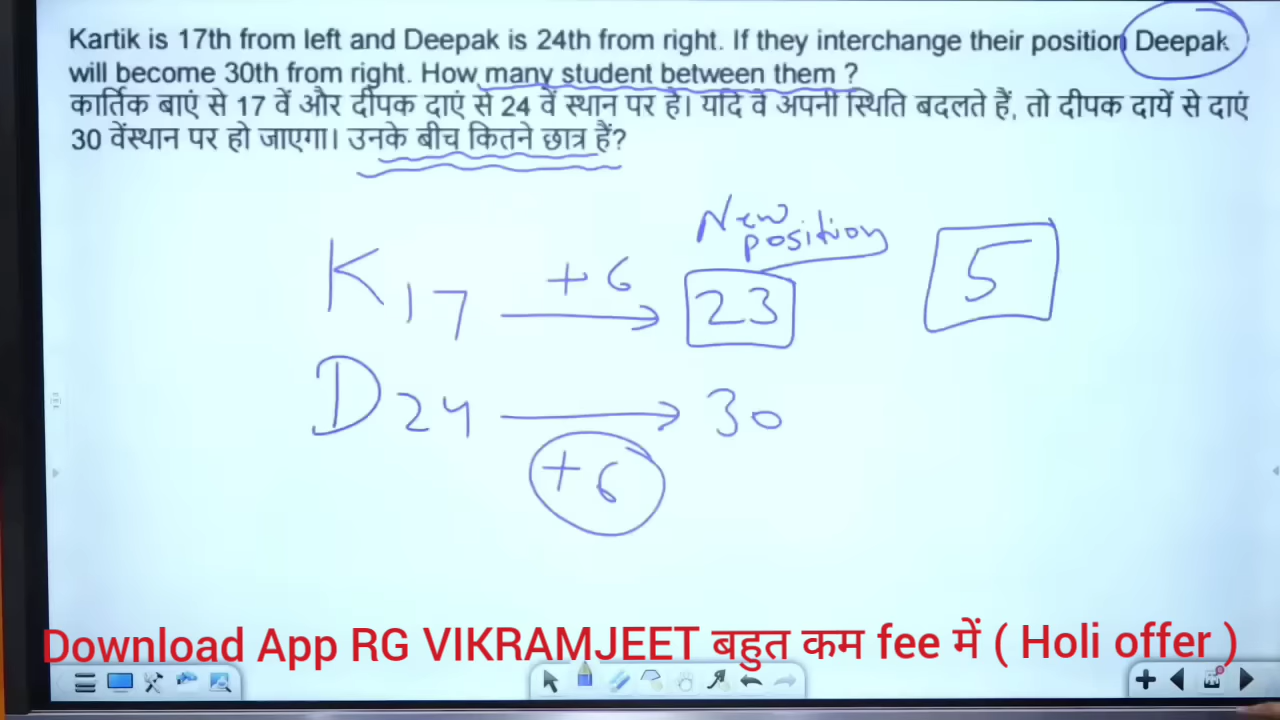 Kartik is 17th from left and Deepak is 24th from right. If they interchange their position Deepak
will become 30th from right. How many student between them ?
कार्तिक बाएं से 17 वें और दीपक दाएं से 24 वें स्थान पर है। यदि वे अपनी स्थिति बदलते हैं, तो दीपक दायें से दाएं
30 वेंस्थान पर हो जाएगा। उनके बीच कितने छात्र हैं?
New
position
K 17 +6 23 5
D 24 30
+6
Download App RG VIKRAMJEET बहुत कम fee में ( Holi offer )